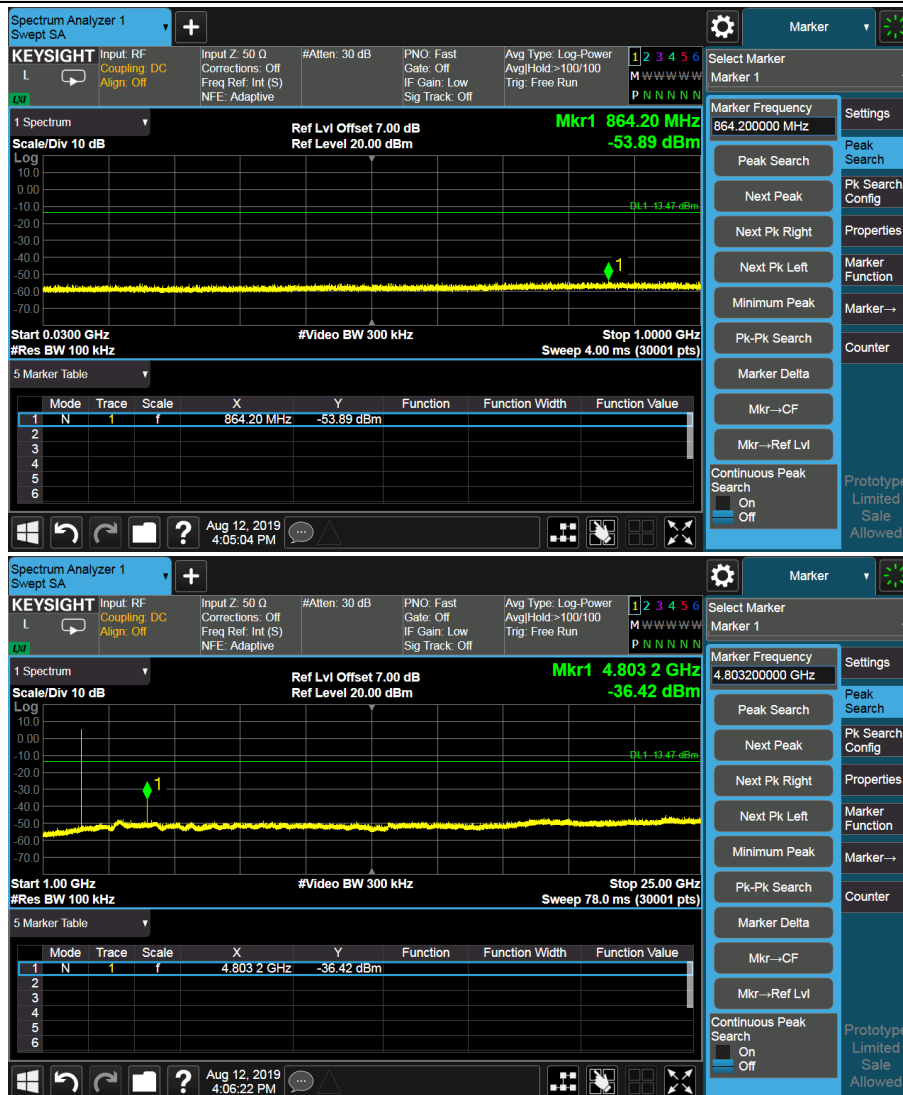 Spectrum Analyzer 1
Swept SA
+
Marker
KEYSIGHT Input: RF Input Z: 50 Ω #Atten: 30 dB PNO: Fast Avg Type: Log-Power 1 2 3 4 5 6
L Coupling: DC Corrections: Off Gate: Off Avg|Hold:>100/100 M W W W W W
Align: Off Freq Ref: Int (S) IF Gain: Low Trig: Free Run
LXI NFE: Adaptive Sig Track: Off P N N N N N
Select Marker
Marker 1
1 Spectrum
Scale/Div 10 dB
Ref Lvl Offset 7.00 dB
Ref Level 20.00 dBm
Mkr1 864.20 MHz
-53.89 dBm
Log
10.0
0.00
-10.0
-20.0
-30.0
-40.0
-50.0
-60.0
-70.0
DL1 -13.47 dBm
1
Start 0.0300 GHz #Video BW 300 kHz Stop 1.0000 GHz
#Res BW 100 kHz Sweep 4.00 ms (30001 pts)
5 Marker Table
Mode Trace Scale X Y Function Function Width Function Value
1 N 1 f 864.20 MHz -53.89 dBm
2
3
4
5
6
? Aug 12, 2019
4:05:04 PM
Marker Frequency
864.200000 MHz
Peak Search
Next Peak
Next Pk Right
Next Pk Left
Minimum Peak
Pk-Pk Search
Marker Delta
Mkr→CF
Mkr→Ref Lvl
Continuous Peak
Search
On
Off
Settings
Peak
Search
Pk Search
Config
Properties
Marker
Function
Marker→
Counter
Prototype
Limited
Sale
Allowed
Spectrum Analyzer 1
Swept SA
+
Marker
KEYSIGHT Input: RF Input Z: 50 Ω #Atten: 30 dB PNO: Fast Avg Type: Log-Power 1 2 3 4 5 6
L Coupling: DC Corrections: Off Gate: Off Avg|Hold:>100/100 M W W W W W
Align: Off Freq Ref: Int (S) IF Gain: Low Trig: Free Run
LXI NFE: Adaptive Sig Track: Off P N N N N N
Select Marker
Marker 1
1 Spectrum
Scale/Div 10 dB
Ref Lvl Offset 7.00 dB
Ref Level 20.00 dBm
Mkr1 4.803 2 GHz
-36.42 dBm
Log
10.0
0.00
-10.0
-20.0
-30.0
-40.0
-50.0
-60.0
-70.0
DL1 -13.47 dBm
1
Start 1.00 GHz #Video BW 300 kHz Stop 25.00 GHz
#Res BW 100 kHz Sweep 78.0 ms (30001 pts)
5 Marker Table
Mode Trace Scale X Y Function Function Width Function Value
1 N 1 f 4.803 2 GHz -36.42 dBm
2
3
4
5
6
? Aug 12, 2019
4:06:22 PM
Marker Frequency
4.803200000 GHz
Peak Search
Next Peak
Next Pk Right
Next Pk Left
Minimum Peak
Pk-Pk Search
Marker Delta
Mkr→CF
Mkr→Ref Lvl
Continuous Peak
Search
On
Off
Settings
Peak
Search
Pk Search
Config
Properties
Marker
Function
Marker→
Counter
Prototype
Limited
Sale
Allowed